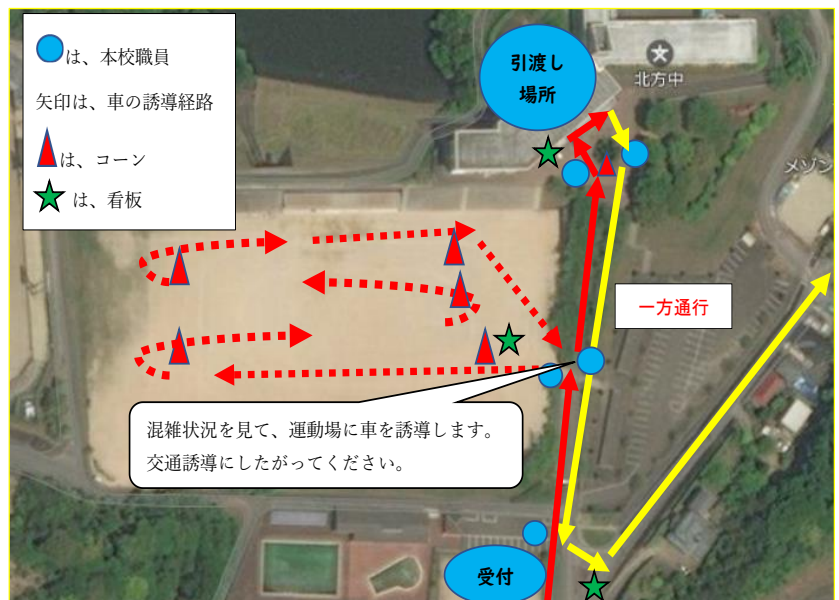 は、本校職員
矢印は、車の誘導経路
は、コーン
は、看板
引渡し
場所
北方中
メゾン
一方通行
混雑状況を見て、運動場に車を誘導します。
交通誘導にしたがってください。
受付